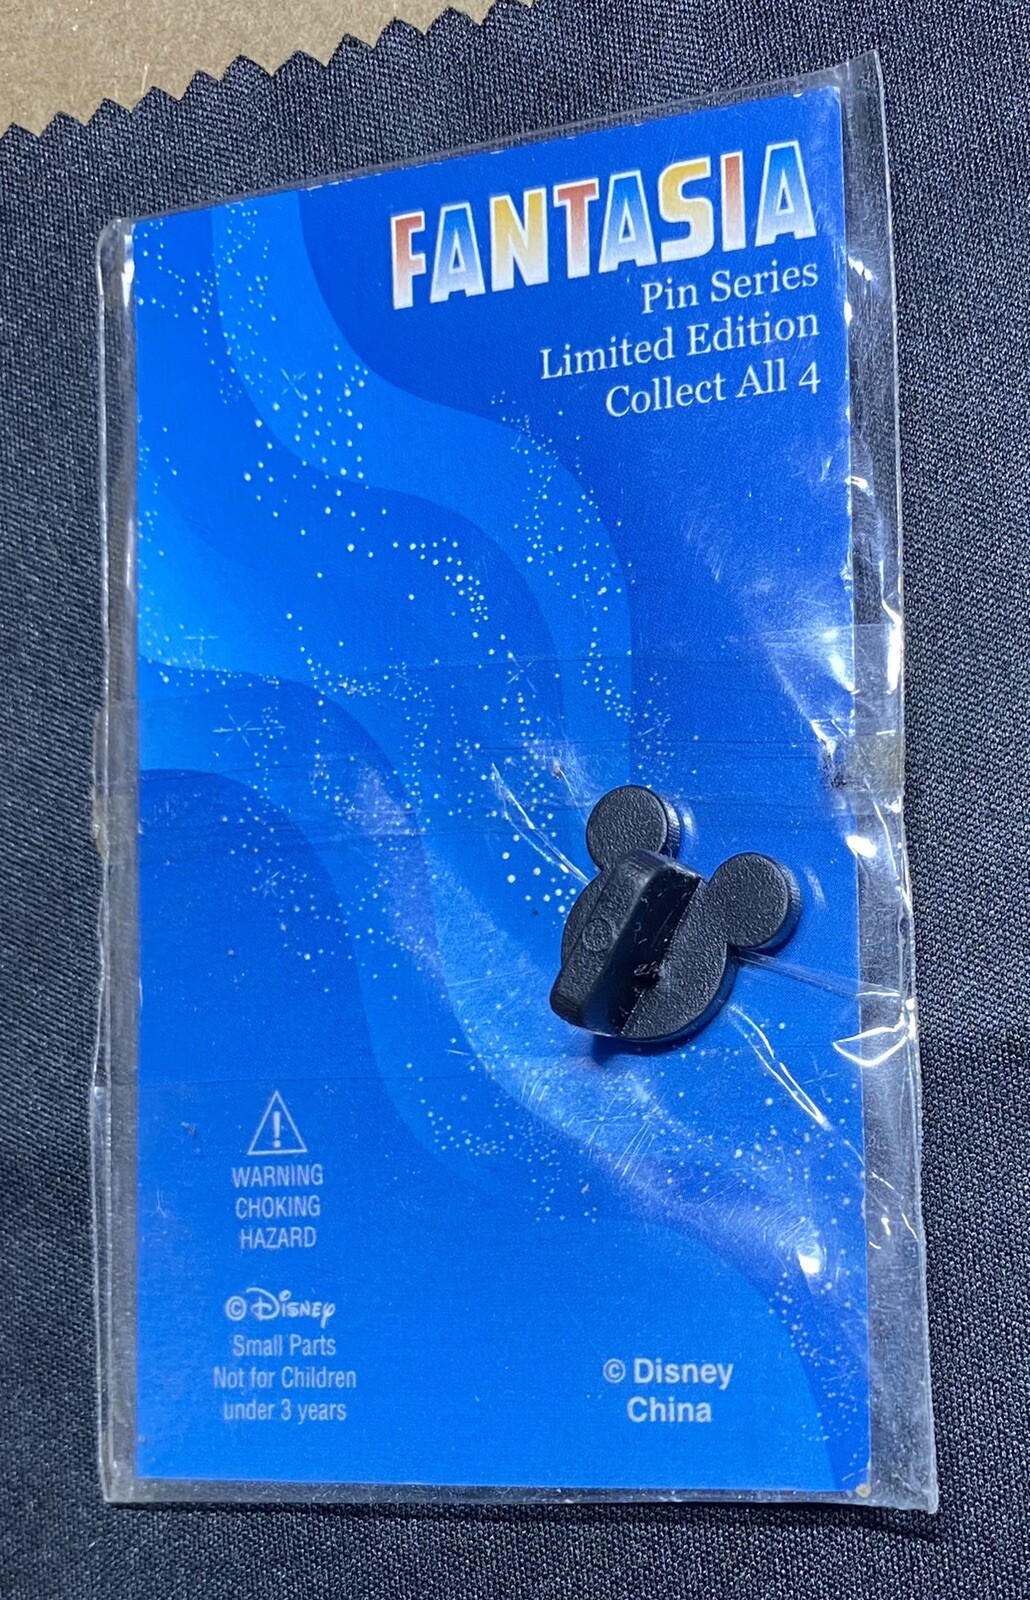 FANTASIA
Pin Series
Limited Edition
Collect All 4
WARNING
CHOKING
HAZARD
© Disney
Small Parts
Not for Children
under 3 years
© Disney
China